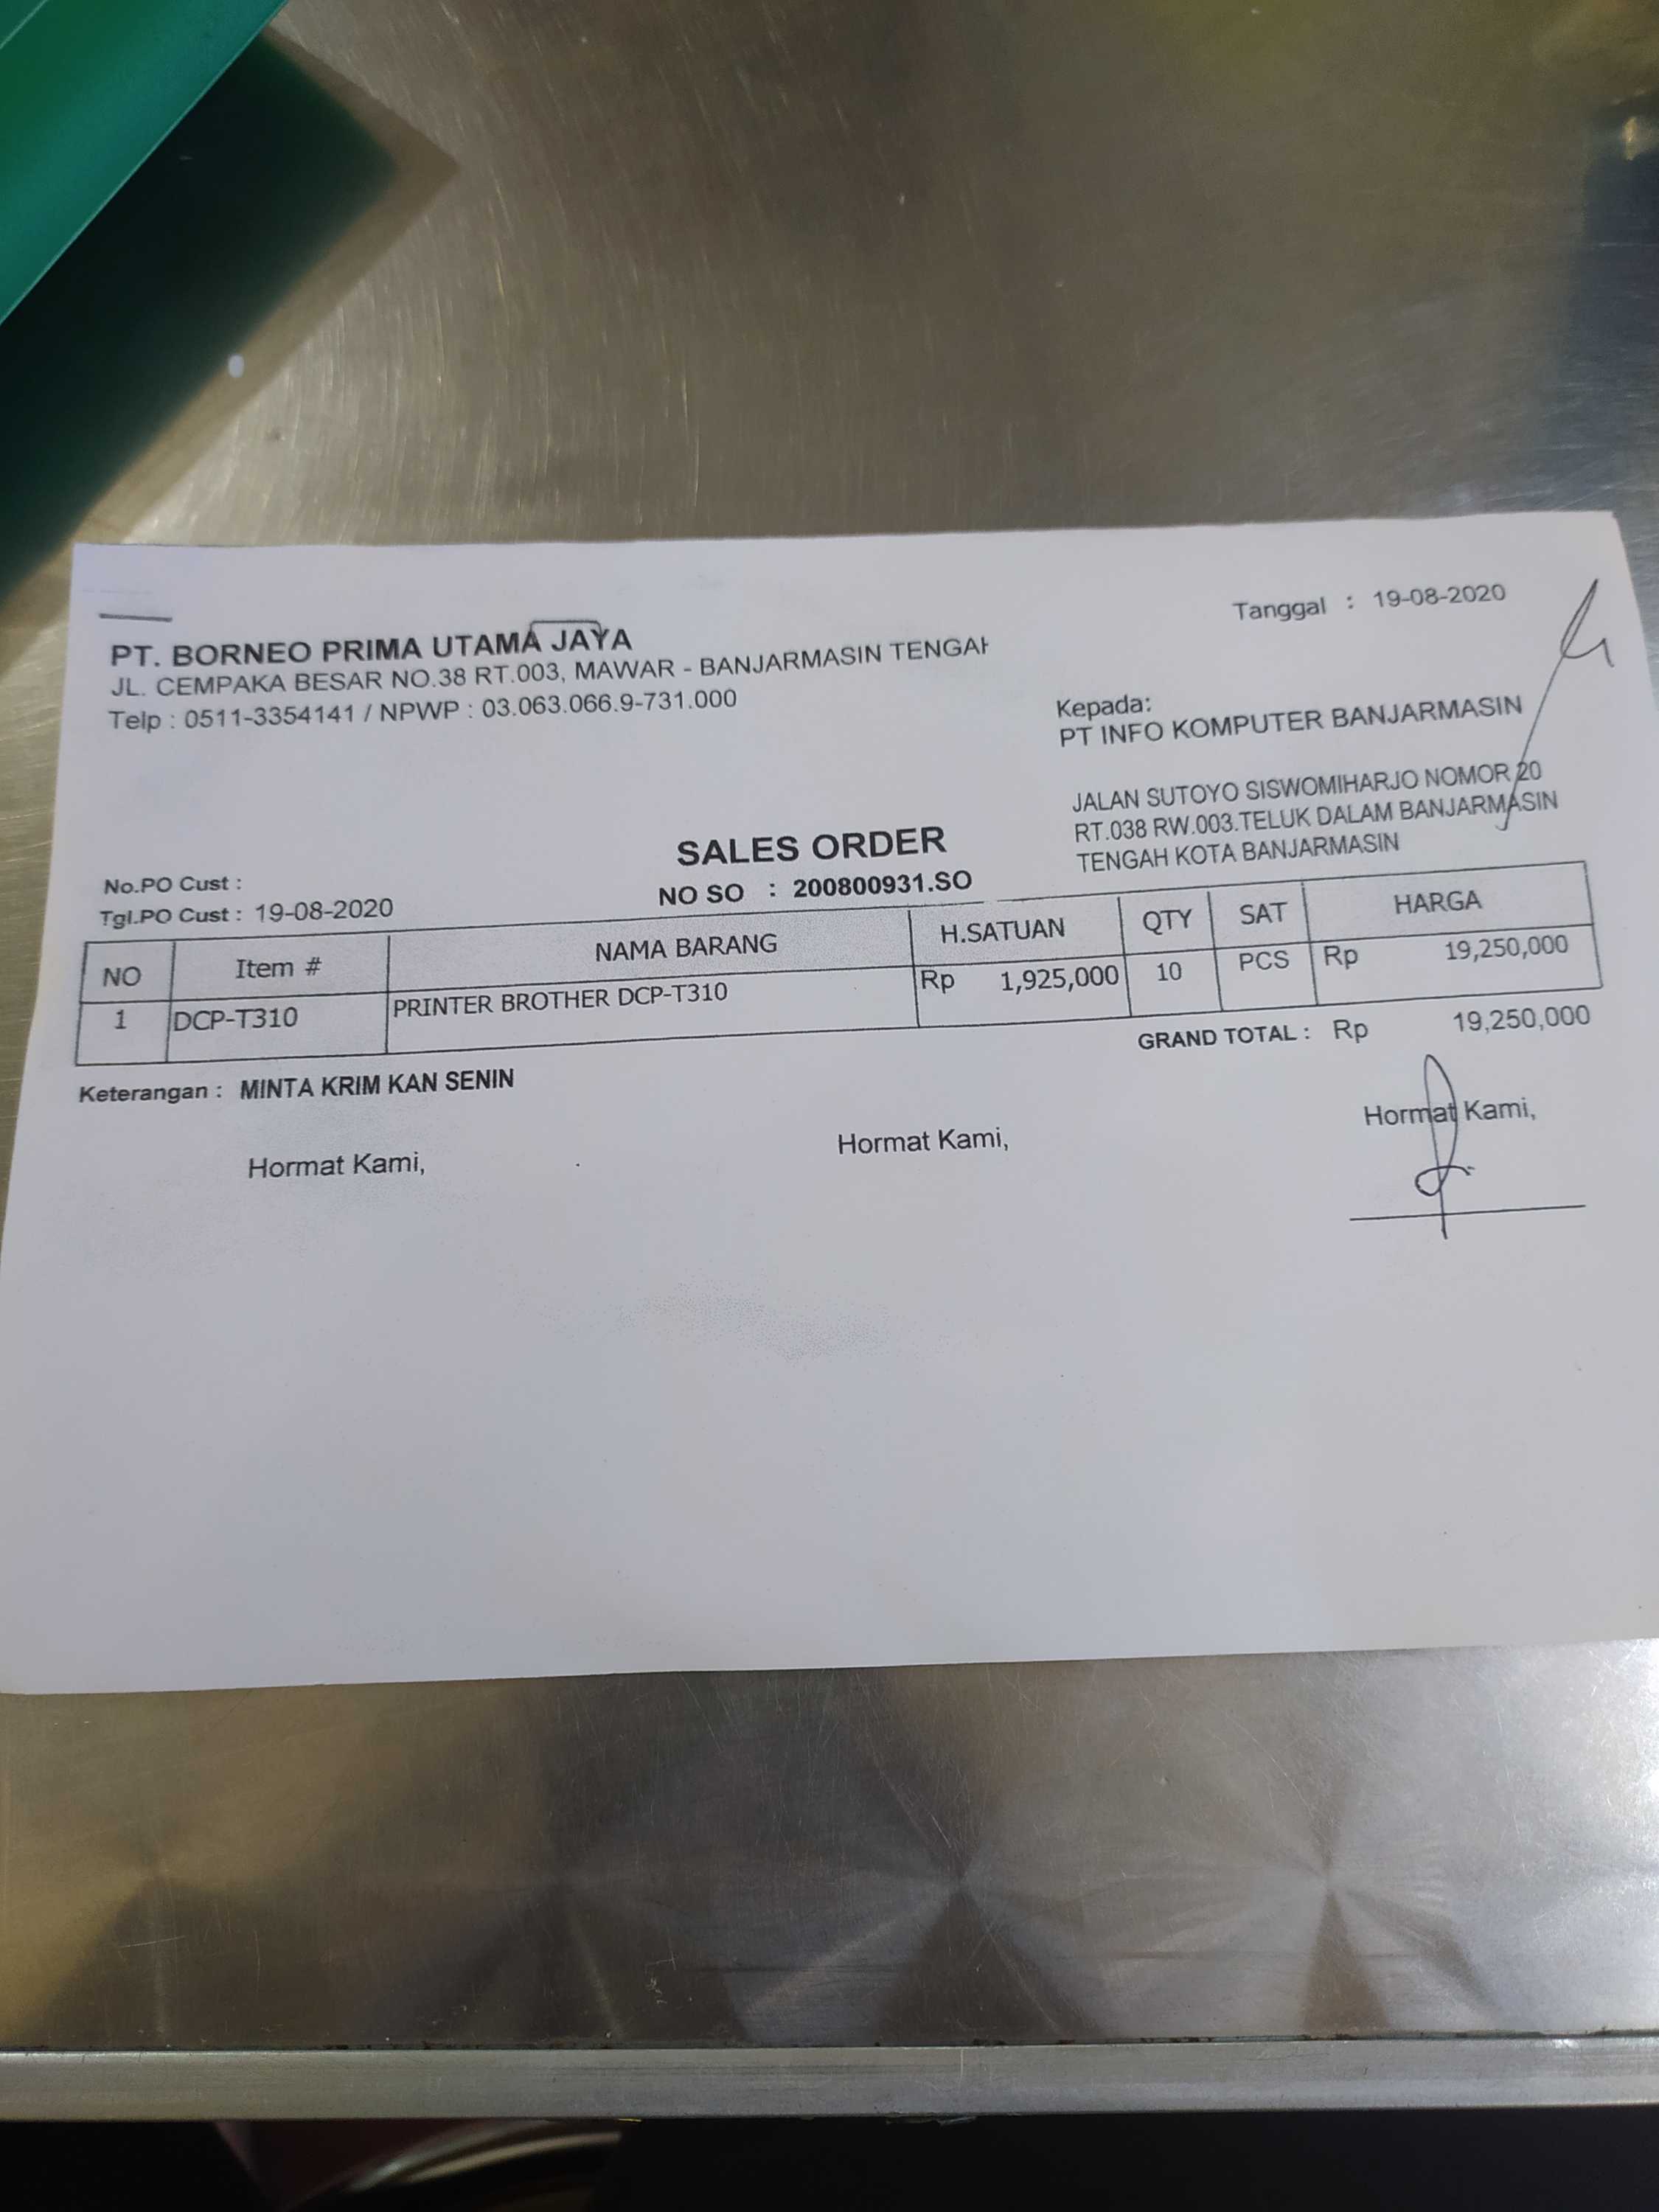 Tanggal : 19-08-2020
PT. BORNEO PRIMA UTAMA JAYA
JL. CEMPAKA BESAR NO.38 RT.003, MAWAR - BANJARMASIN TENGAH
Telp : 0511-3354141 / NPWP : 03.063.066.9-731.000
Kepada:
PT INFO KOMPUTER BANJARMASIN
JALAN SUTOYO SISWOMIHARJO NOMOR 20
RT.038 RW.003.TELUK DALAM BANJARMASIN
TENGAH KOTA BANJARMASIN
SALES ORDER
NO SO : 200800931.SO
No.PO Cust :
Tgl.PO Cust : 19-08-2020
NO Item # NAMA BARANG H.SATUAN QTY SAT HARGA
1 DCP-T310 PRINTER BROTHER DCP-T310 Rp 1,925,000 10 PCS Rp 19,250,000
GRAND TOTAL : Rp 19,250,000
Keterangan : MINTA KRIM KAN SENIN
Hormat Kami, Hormat Kami, Hormat Kami,